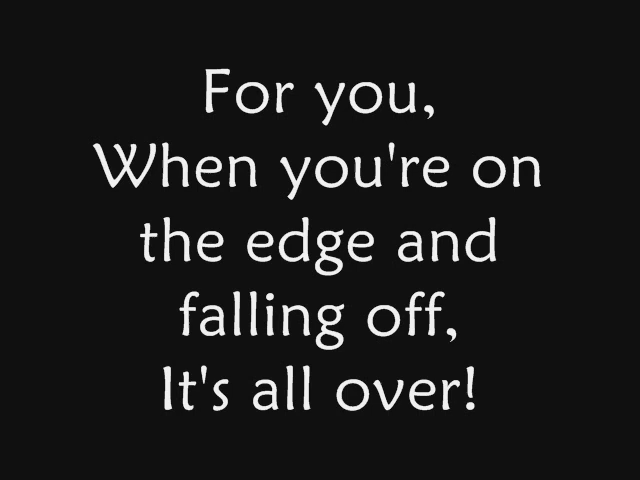 For you,
When you're on
the edge and
falling off,
It's all over!